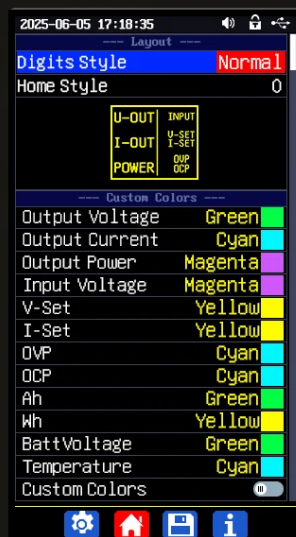 2025-06-05 17:18:35
--- Layout ---
Digits Style Normal
Home Style 0
U-OUT INPUT
I-OUT V-SET
I-SET
POWER OVP
OCP
--- Custom Colors ---
Output Voltage Green
Output Current Cyan
Output Power Magenta
Input Voltage Magenta
V-Set Yellow
I-Set Yellow
OVP Cyan
OCP Cyan
Ah Green
Wh Yellow
BattVoltage Green
Temperature Cyan
Custom Colors